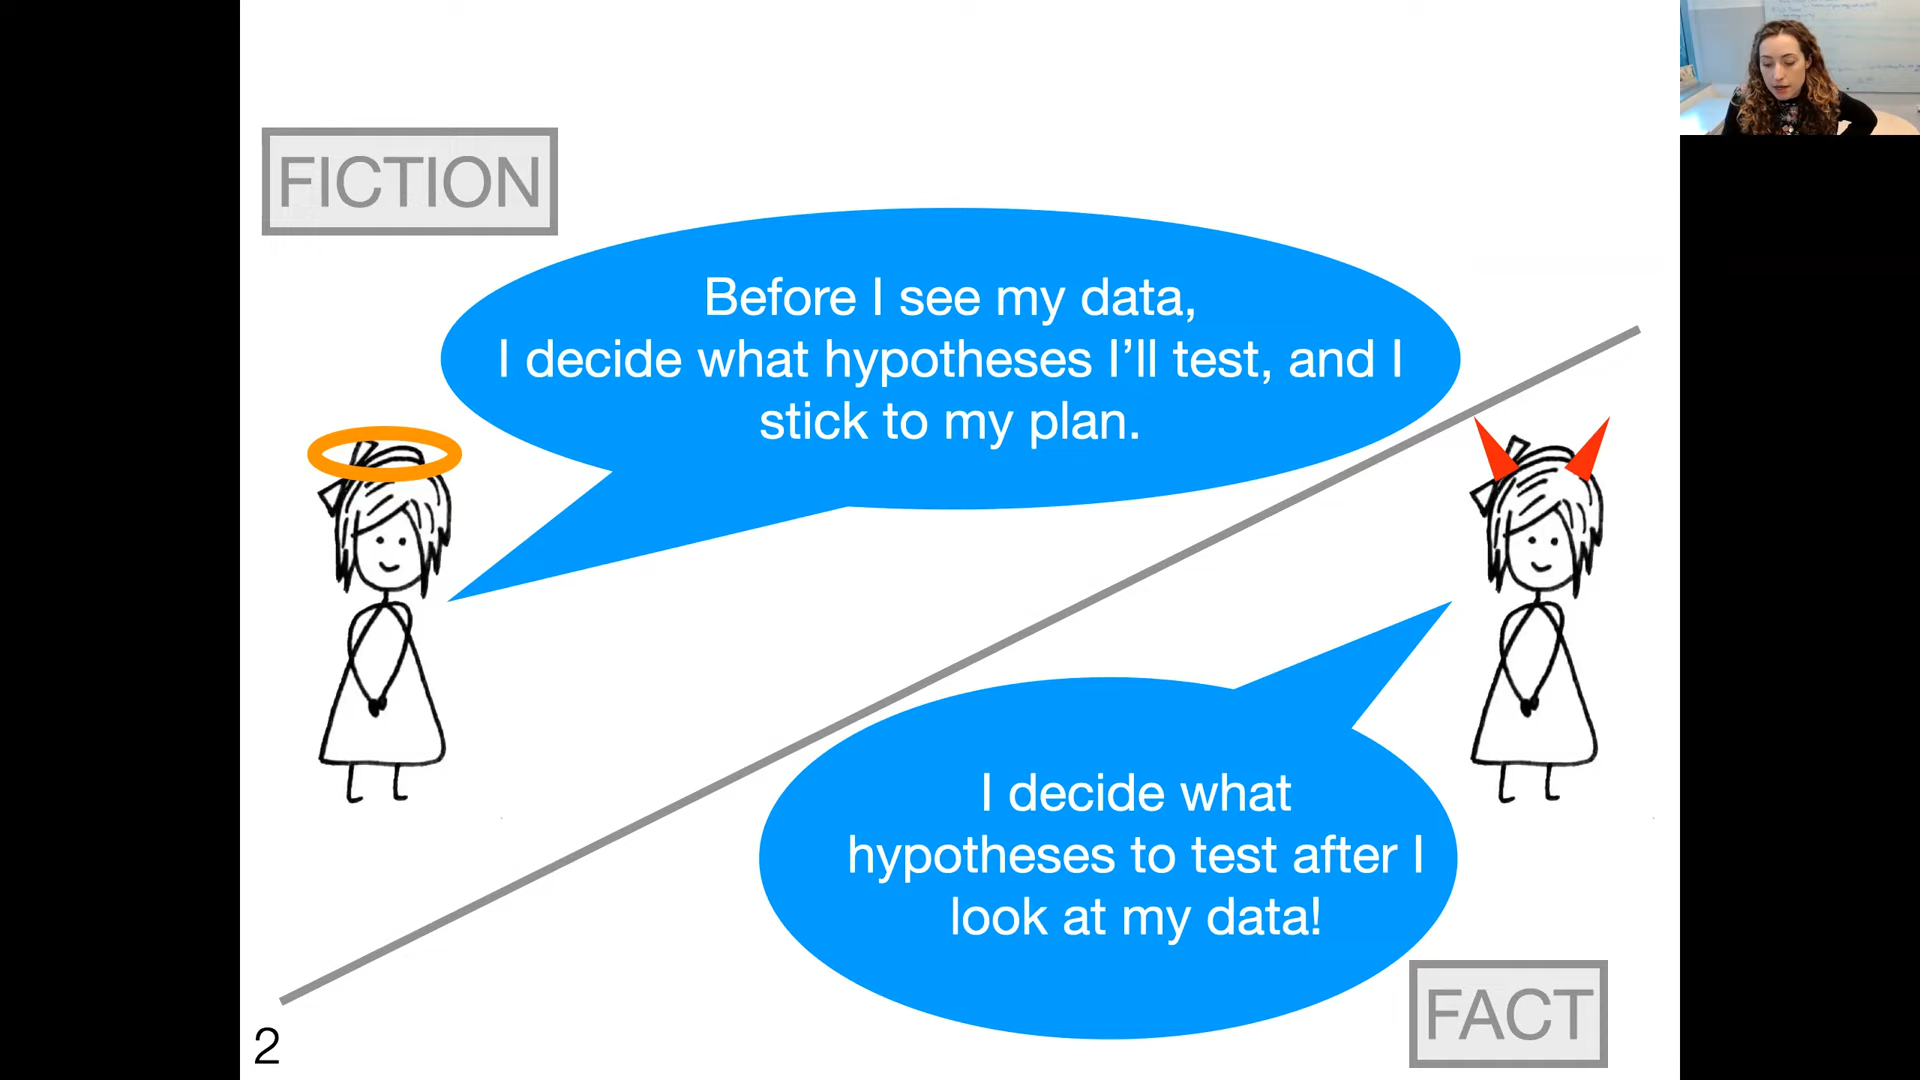 FICTION
Before I see my data,
I decide what hypotheses I'll test, and I
stick to my plan.
I decide what
hypotheses to test after I
look at my data!
FACT
2